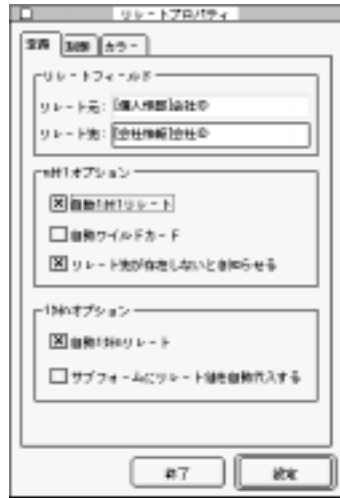 リレートプロパティ
定義 制御 カラー
リレートフィールド
リレート元: [個人情報]会社ID
リレート先: [会社情報]会社ID
n対1オプション
自動1対1リレート
自動ワイルドカード
リレート先が存在しないとき知らせる
1対nオプション
自動1対nリレート
サブフォームにリレート値を自動代入する
終了 設定